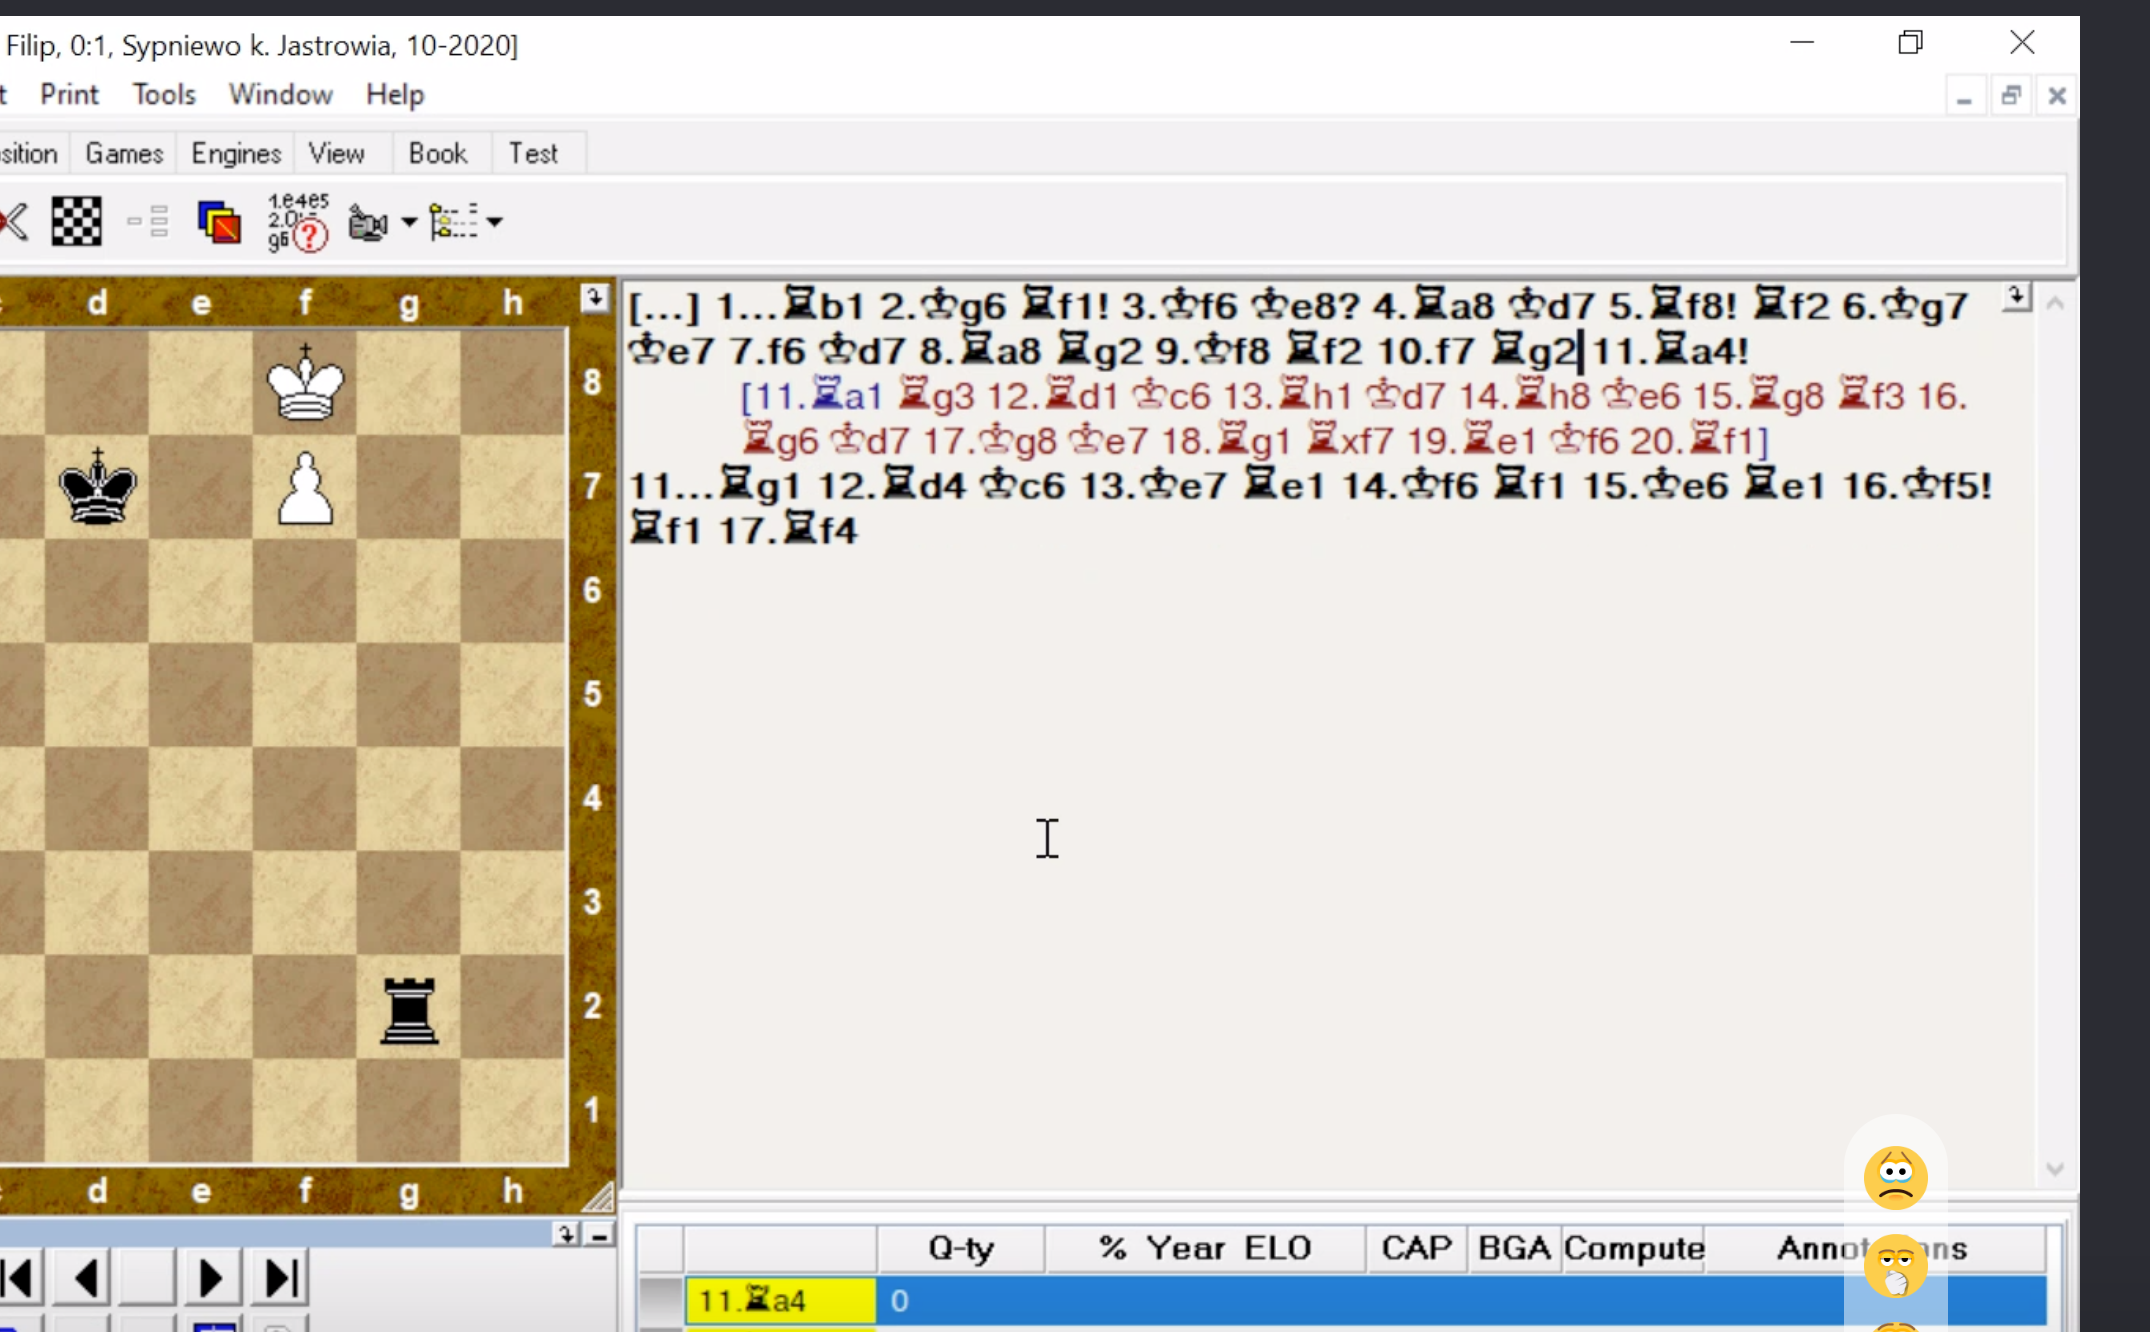 Filip, 0:1, Sypniewo k. Jastrowia, 10-2020]
t Print Tools Window Help
sition Games Engines View Book Test
1.e4e5
2.0
g6 ?
d e f g h
[...] 1...♜b1 2.♔g6 ♜f1! 3.♔f6 ♔e8? 4.♜a8 ♔d7 5.♜f8! ♜f2 6.♔g7
♔e7 7.f6 ♔d7 8.♜a8 ♜g2 9.♔f8 ♜f2 10.f7 ♜g2 11.♜a4!
[11.♜a1 ♜g3 12.♜d1 ♔c6 13.♜h1 ♔d7 14.♜h8 ♔e6 15.♜g8 ♜f3 16.
♜g6 ♔d7 17.♔g8 ♔e7 18.♜g1 ♜xf7 19.♜e1 ♔f6 20.♜f1]
11...♜g1 12.♜d4 ♔c6 13.♔e7 ♜e1 14.♔f6 ♜f1 15.♔e6 ♜e1 16.♔f5!
♜f1 17.♜f4
8
7
6
5
4
3
2
1
d e f g h
Q-ty % Year ELO CAP BGA Compute
11.♜a4 0